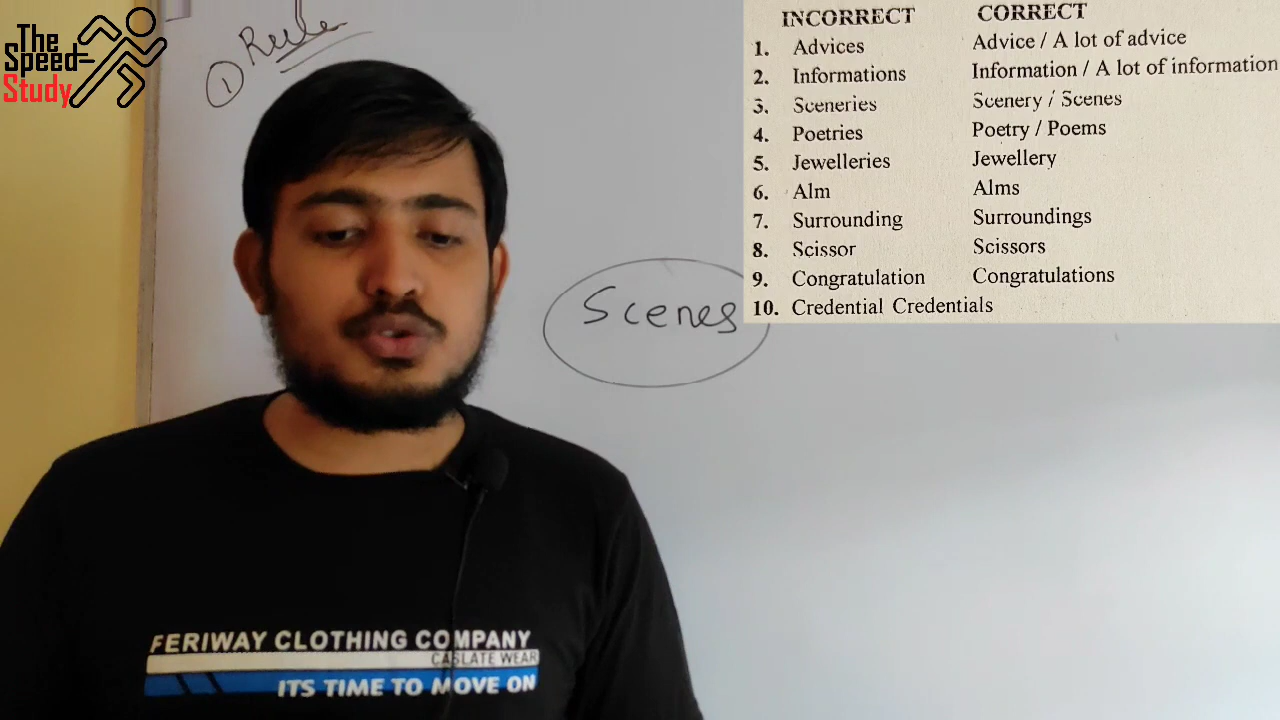 The
Speed
Study
① Rule
INCORRECT CORRECT
1. Advices Advice / A lot of advice
2. Informations Information / A lot of information
3. Sceneries Scenery / Scenes
4. Poetries Poetry / Poems
5. Jewelleries Jewellery
6. Alm Alms
7. Surrounding Surroundings
8. Scissor Scissors
9. Congratulation Congratulations
10. Credential Credentials
Scenes
FERIWAY CLOTHING COMPANY
CASLATE WEAR
ITS TIME TO MOVE ON